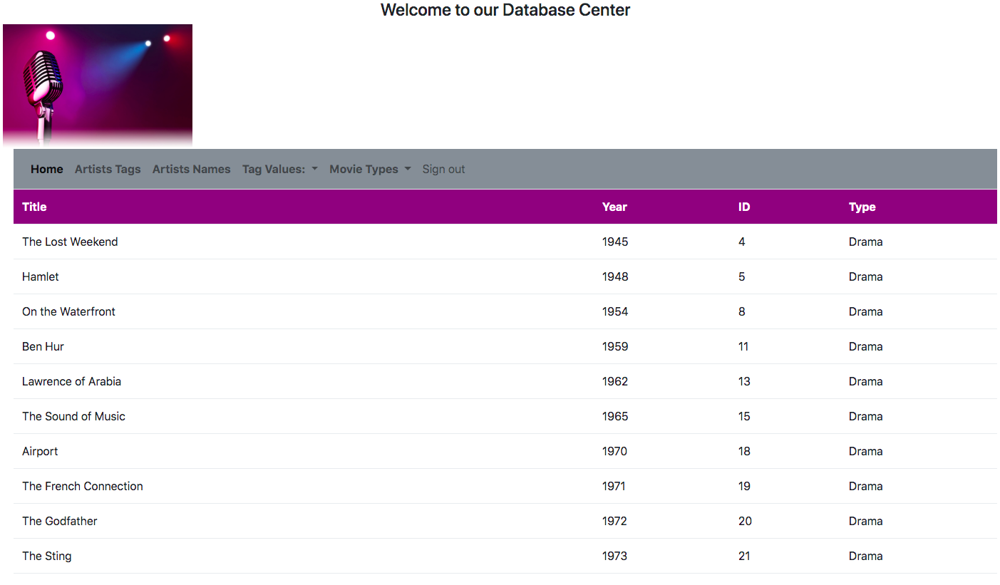 Welcome to our Database Center
Home Artists Tags Artists Names Tag Values: Movie Types Sign out
Title Year ID Type
The Lost Weekend 1945 4 Drama
Hamlet 1948 5 Drama
On the Waterfront 1954 8 Drama
Ben Hur 1959 11 Drama
Lawrence of Arabia 1962 13 Drama
The Sound of Music 1965 15 Drama
Airport 1970 18 Drama
The French Connection 1971 19 Drama
The Godfather 1972 20 Drama
The Sting 1973 21 Drama